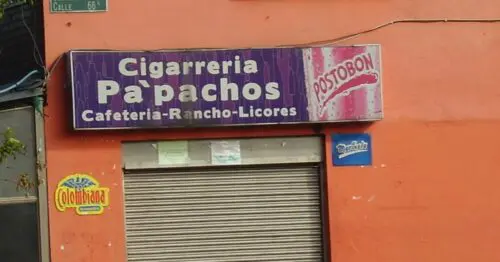 CALLE 66
Cigarreria
Pa`pachos
Cafeteria-Rancho-Licores
POSTOBON
Colombiana